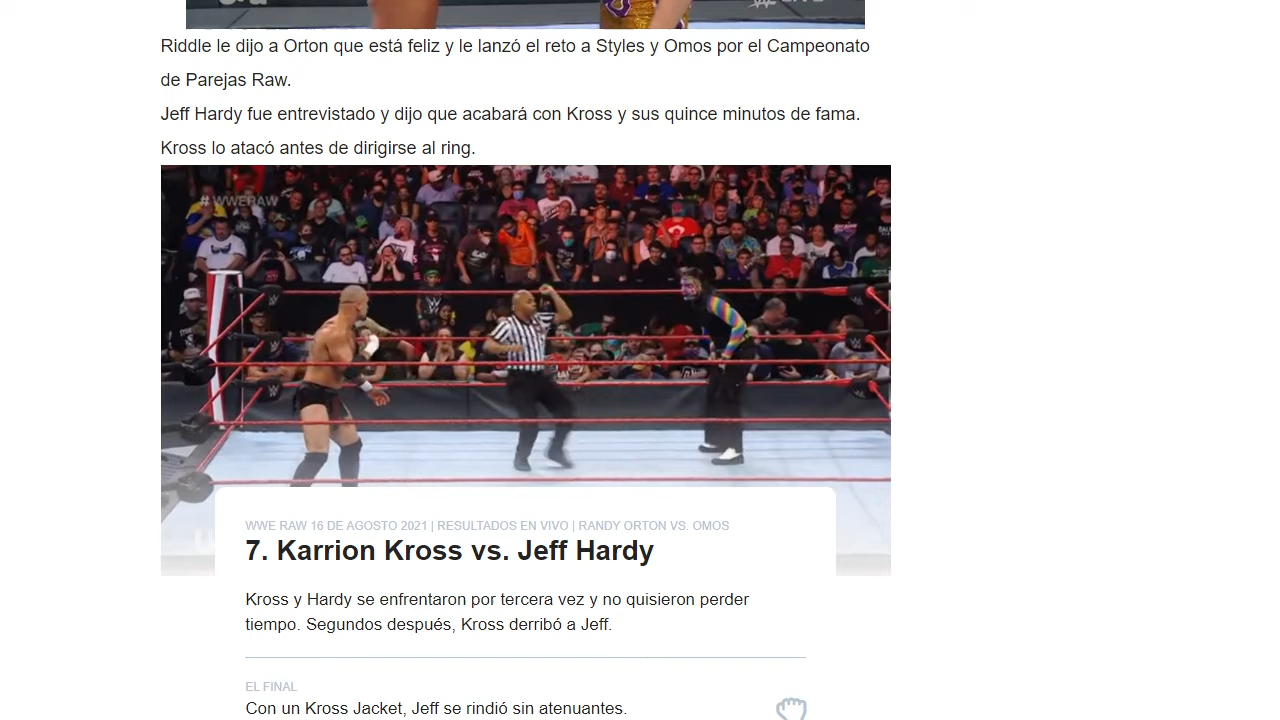 Riddle le dijo a Orton que está feliz y le lanzó el reto a Styles y Omos por el Campeonato
de Parejas Raw.
Jeff Hardy fue entrevistado y dijo que acabará con Kross y sus quince minutos de fama.
Kross lo atacó antes de dirigirse al ring.
#WWERAW
WWE RAW 16 DE AGOSTO 2021 | RESULTADOS EN VIVO | RANDY ORTON VS. OMOS
7. Karrion Kross vs. Jeff Hardy
Kross y Hardy se enfrentaron por tercera vez y no quisieron perder
tiempo. Segundos después, Kross derribó a Jeff.
EL FINAL
Con un Kross Jacket, Jeff se rindió sin atenuantes.